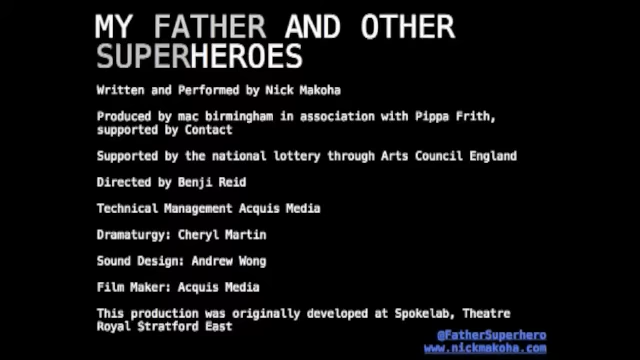 MY FATHER AND OTHER
SUPERHEROES
Written and Performed by Nick Makoha
Produced by mac birmingham in association with Pippa Frith,
supported by Contact
Supported by the national lottery through Arts Council England
Directed by Benji Reid
Technical Management Acquis Media
Dramaturgy: Cheryl Martin
Sound Design: Andrew Wong
Film Maker: Acquis Media
This production was originally developed at Spokelab, Theatre
Royal Stratford East
@FatherSuperhero
www.nickmakoha.com